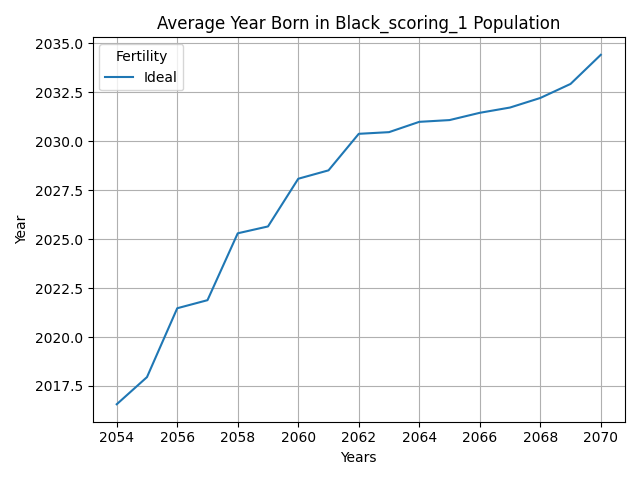 Average Year Born in Black_scoring_1 Population
Fertility
Ideal
2035.0
2032.5
2030.0
2027.5
2025.0
2022.5
2020.0
2017.5
Year
2054 2056 2058 2060 2062 2064 2066 2068 2070
Years